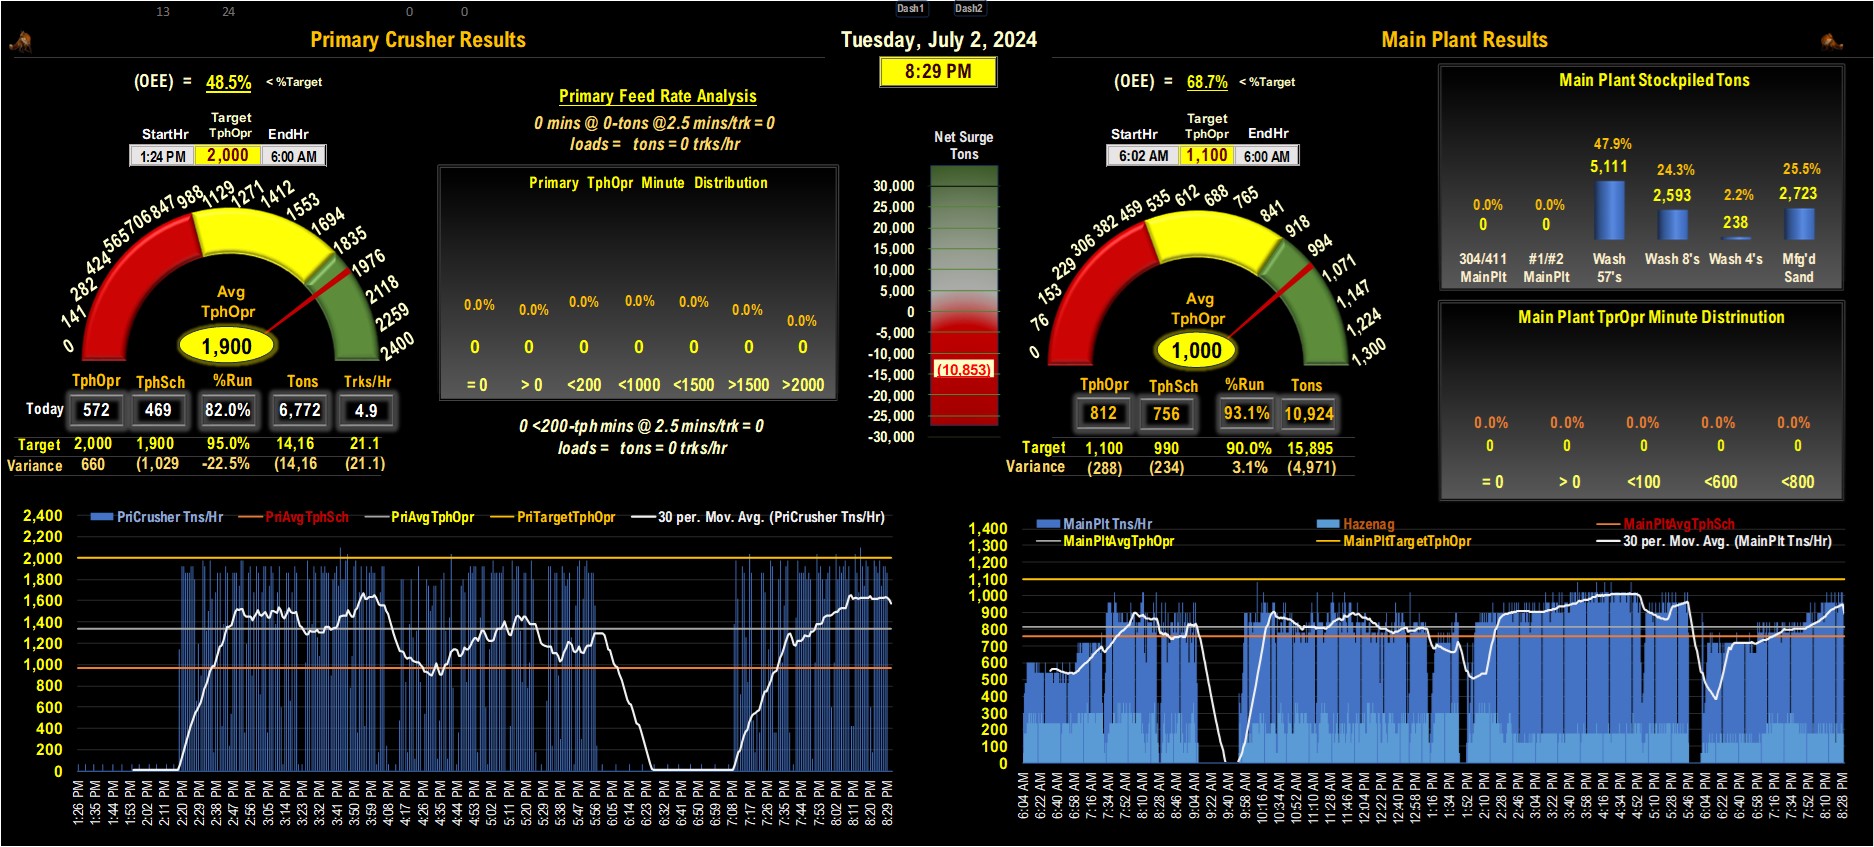 13 24 0 0 Dash1 Dash2
Primary Crusher Results
Tuesday, July 2, 2024
Main Plant Results
8:29 PM
(OEE) = 48.5% < %Target
Target
StartHr TphOpr EndHr
1:24 PM 2,000 6:00 AM
0 141 282 424 565 706 847 988 1129 1271 1412 1553 1694 1835 1976 2118 2259 2400
Avg
TphOpr
1,900
TphOpr TphSch %Run Tons Trks/Hr
Today 572 469 82.0% 6,772 4.9
Target 2,000 1,900 95.0% 14,16 21.1
Variance 660 (1,029 -22.5% (14,16 (21.1)
Primary Feed Rate Analysis
0 mins @ 0-tons @2.5 mins/trk = 0
loads = tons = 0 trks/hr
Primary TphOpr Minute Distribution
0.0% 0.0% 0.0% 0.0% 0.0% 0.0% 0.0%
0 0 0 0 0 0 0
= 0 > 0 <200 <1000 <1500 >1500 >2000
0 <200-tph mins @ 2.5 mins/trk = 0
loads = tons = 0 trks/hr
Net Surge
Tons
30,000
25,000
20,000
15,000
10,000
5,000
0
-5,000
-10,000
(10,853)
-15,000
-20,000
-25,000
-30,000
(OEE) = 68.7% < %Target
Target
StartHr TphOpr EndHr
6:02 AM 1,100 6:00 AM
0 76 153 229 306 382 459 535 612 688 765 841 918 994 1,071 1,147 1,224 1,300
Avg
TphOpr
1,000
TphOpr TphSch %Run Tons
812 756 93.1% 10,924
Target 1,100 990 90.0% 15,895
Variance (288) (234) 3.1% (4,971)
Main Plant Stockpiled Tons
0.0% 0.0% 47.9% 24.3% 2.2% 25.5%
0 0 5,111 2,593 238 2,723
304/411 #1/#2 Wash Wash 8's Wash 4's Mfg'd
MainPlt MainPlt 57's Sand
Main Plant TprOpr Minute Distrinution
0.0% 0.0% 0.0% 0.0% 0.0%
0 0 0 0 0
= 0 > 0 <100 <600 <800
PriCrusher Tns/Hr PriAvgTphSch PriAvgTphOpr PriTargetTphOpr 30 per. Mov. Avg. (PriCrusher Tns/Hr)
2,400
2,200
2,000
1,800
1,600
1,400
1,200
1,000
800
600
400
200
0
1:26 PM 1:35 PM 1:44 PM 1:53 PM 2:02 PM 2:11 PM 2:20 PM 2:29 PM 2:38 PM 2:47 PM 2:56 PM 3:05 PM 3:14 PM 3:23 PM 3:32 PM 3:41 PM 3:50 PM 3:59 PM 4:08 PM 4:17 PM 4:26 PM 4:35 PM 4:44 PM 4:53 PM 5:02 PM 5:11 PM 5:20 PM 5:29 PM 5:38 PM 5:47 PM 5:56 PM 6:05 PM 6:14 PM 6:23 PM 6:32 PM 6:41 PM 6:50 PM 6:59 PM 7:08 PM 7:17 PM 7:26 PM 7:35 PM 7:44 PM 7:53 PM 8:02 PM 8:11 PM 8:20 PM 8:29 PM
MainPlt Tns/Hr Hazenag MainPltAvgTphSch
MainPltAvgTphOpr MainPltTargetTphOpr 30 per. Mov. Avg. (MainPlt Tns/Hr)
1,400
1,300
1,200
1,100
1,000
900
800
700
600
500
400
300
200
100
0
6:04 AM 6:22 AM 6:40 AM 6:58 AM 7:16 AM 7:34 AM 7:52 AM 8:10 AM 8:28 AM 8:46 AM 9:04 AM 9:22 AM 9:40 AM 9:58 AM 10:16 AM 10:34 AM 10:52 AM 11:10 AM 11:28 AM 11:46 AM 12:04 PM 12:22 PM 12:40 PM 12:58 PM 1:16 PM 1:34 PM 1:52 PM 2:10 PM 2:28 PM 2:46 PM 3:04 PM 3:22 PM 3:40 PM 3:58 PM 4:16 PM 4:34 PM 4:52 PM 5:10 PM 5:28 PM 5:46 PM 6:04 PM 6:22 PM 6:40 PM 6:58 PM 7:16 PM 7:34 PM 7:52 PM 8:10 PM 8:28 PM